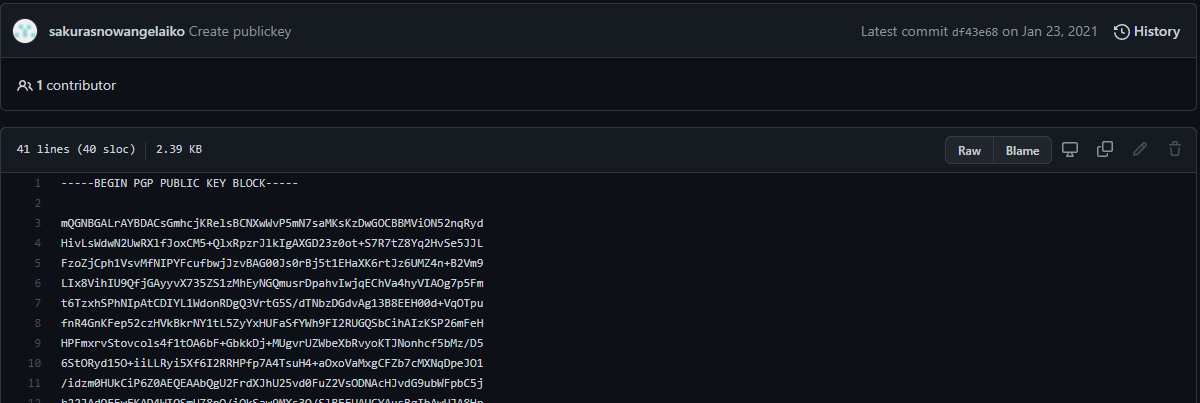 sakurasnowangelaiko Create publickey
Latest commit df43e68 on Jan 23, 2021 History
1 contributor
41 lines (40 sloc) 2.39 KB
Raw Blame
1 -----BEGIN PGP PUBLIC KEY BLOCK-----
2
3 mQGNBGALrAYBDACsGmhcjKRelsBCNXwWvP5mN7saMKsKzDwGOCBBMViON52nqRyd
4 HivLsWdwN2UwRXlfJoxCM5+QlxRpzrJlkIgAXGD23z0ot+S7R7tZ8Yq2HvSe5JJL
5 FzoZjCph1VsvMfNIPYFcufbwjJzvBAG00Js0rBj5t1EHaXK6rtJz6UMZ4n+B2Vm9
6 LIx8VihIU9QfjGAyyvX735ZS1zMhEyNGQmusrDpahvIwjqEChVa4hyVIAOg7p5Fm
7 t6TzxhSPhNIpAtCDIYL1WdonRDgQ3VrtG5S/dTNbzDGdvAg13B8EEH00d+VqOTpu
8 fnR4GnKFep52czHVkBkrNY1tL5ZyYxHUFaSfYWh9FI2RUGQSbCihAIzKSP26mFeH
9 HPFmxrvStovcols4f1tOA6bF+GbkkDj+MUgvrUZWbeXbRvyoKTJNonhcf5bMz/D5
10 6StORyd15O+iiLLRyi5Xf6I2RRHPfp7A4TsuH4+aOxoVaMxgCFZb7cMXNqDpeJO1
11 /idzm0HUkCiP6Z0AEQEAAbQgU2FrdXJhU25vd0FuZ2VsODNAcHJvdG9ubWFpbC5j
12